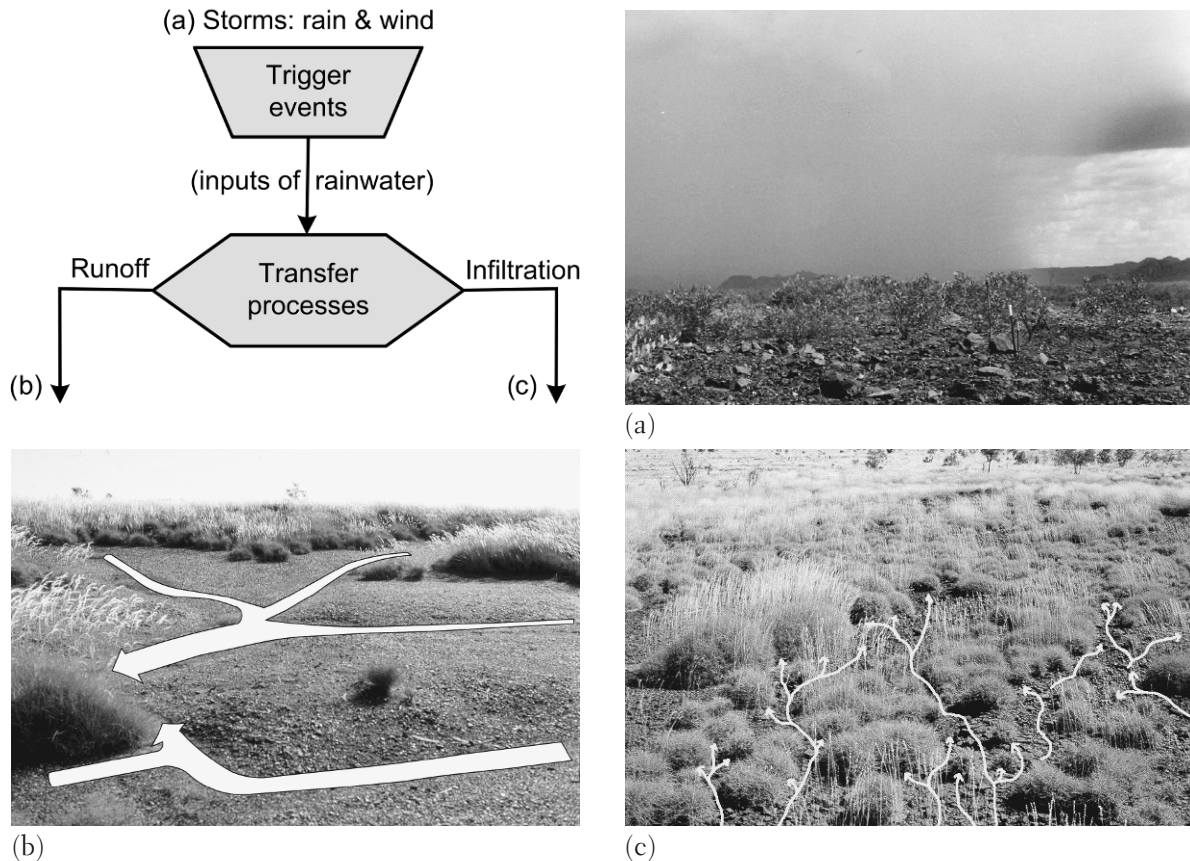 (a) Storms: rain & wind
Trigger
events
(inputs of rainwater)
Runoff
Transfer
processes
Infiltration
(b)
(c)
(a)
(b)
(c)